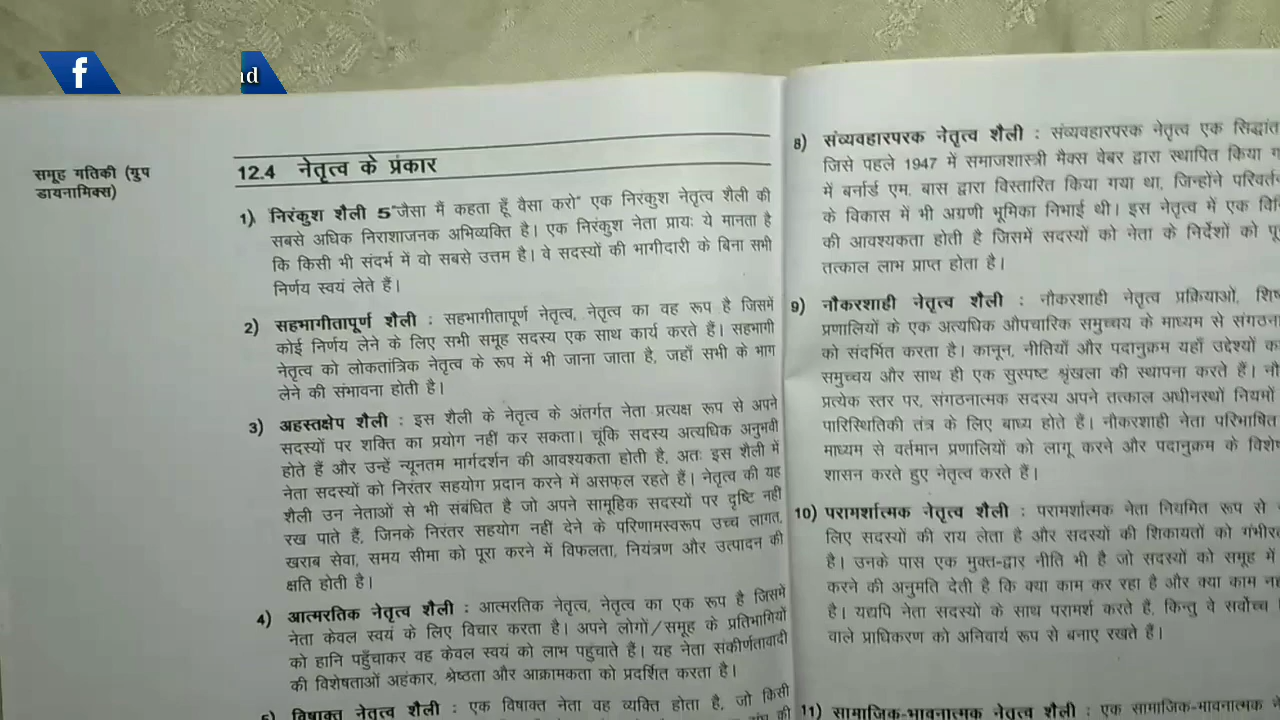 f
nd
समूह गतिकी (ग्रुप
डायनामिक्स)
12.4 नेतृत्व के प्रंकार
1) निरंकुश शैली 5 "जैसा मैं कहता हूँ वैसा करो" एक निरंकुश नेतृत्व शैली की
सबसे अधिक निराशाजनक अभिव्यक्ति है। एक निरंकुश नेता प्रायः ये मानता है
कि किसी भी संदर्भ में वो सबसे उत्तम है। वे सदस्यों की भागीदारी के बिना सभी
निर्णय स्वयं लेते हैं।
2) सहभागीतापूर्ण शैली : सहभागीतापूर्ण नेतृत्व, नेतृत्व का वह रूप है जिसमें
कोई निर्णय लेने के लिए सभी समूह सदस्य एक साथ कार्य करते हैं। सहभागी
नेतृत्व को लोकतांत्रिक नेतृत्व के रूप में भी जाना जाता है, जहाँ सभी के भाग
लेने की संभावना होती है।
3) अहस्तक्षेप शैली : इस शैली के नेतृत्व के अंतर्गत नेता प्रत्यक्ष रूप से अपने
सदस्यों पर शक्ति का प्रयोग नहीं कर सकता। चूंकि सदस्य अत्यधिक अनुभवी
होते हैं और उन्हें न्यूनतम मार्गदर्शन की आवश्यकता होती है, अतः इस शैली में
नेता सदस्यों को निरंतर सहयोग प्रदान करने में असफल रहते हैं। नेतृत्व की यह
शैली उन नेताओं से भी संबंधित है जो अपने सामूहिक सदस्यों पर दृष्टि नहीं
रख पाते हैं, जिनके निरंतर सहयोग नहीं देने के परिणामस्वरूप उच्च लागत,
खराब सेवा, समय सीमा को पूरा करने में विफलता, नियंत्रण और उत्पादन की
क्षति होती है।
4) आत्मरतिक नेतृत्व शैली : आत्मरतिक नेतृत्व, नेतृत्व का एक रूप है जिसमें
नेता केवल स्वयं के लिए विचार करता है। अपने लोगों/समूह के प्रतिभागियों
को हानि पहुँचाकर वह केवल स्वयं को लाभ पहुंचाते हैं। यह नेता संकीर्णतावादी
की विशेषताओं अहंकार, श्रेष्ठता और आक्रामकता को प्रदर्शित करता है।
5) विषाक्त नेतृत्व शैली : एक विषाक्त नेता वह व्यक्ति होता है, जो किसी
की
8) संव्यवहारपरक नेतृत्व शैली : संव्यवहारपरक नेतृत्व एक सिद्धांत
जिसे पहले 1947 में समाजशास्त्री मैक्स वेबर द्वारा स्थापित किया
में बर्नार्ड एम. बास द्वारा विस्तारित किया गया था, जिन्होंने
के विकास में भी अग्रणी भूमिका निभाई थी। इस नेतृत्व में एक
की आवश्यकता होती है जिसमें सदस्यों को नेता के निर्देशों को
तत्काल लाभ प्राप्त होता है।
9) नौकरशाही नेतृत्व शैली : नौकरशाही नेतृत्व प्रक्रियाओं,
प्रणालियों के एक अत्यधिक औपचारिक समुच्चय के माध्यम से
को संदर्भित करता है। कानून, नीतियाँ और पदानुक्रम यहाँ उद्देश्यों
समुच्चय और साथ ही एक सुस्पष्ट श्रृंखला की स्थापना करते हैं।
प्रत्येक स्तर पर, संगठनात्मक सदस्य अपने तत्काल अधीनस्थों नियमों
पारिस्थितिकी तंत्र के लिए बाध्य होते हैं। नौकरशाही नेता परिभाषित
माध्यम से वर्तमान प्रणालियों को लागू करने और पदानुक्रम के
शासन करते हुए नेतृत्व करते हैं।
10) परामर्शात्मक नेतृत्व शैली : परामर्शात्मक नेता नियमित रूप से
लिए सदस्यों की राय लेता है और सदस्यों की शिकायतों को
है। उनके पास एक मुक्त-द्वार नीति भी है जो सदस्यों को समूह में
करने की अनुमति देती है कि क्या काम कर रहा है और क्या काम
है। यद्यपि नेता सदस्यों के साथ परामर्श करते हैं, किन्तु वे सर्वोच्च
वाले प्राधिकरण को अनिवार्य रूप से बनाए रखते हैं।
11) सामाजिक-भावनात्मक नेतृत्व शैली : एक सामाजिक-भावनात्मक